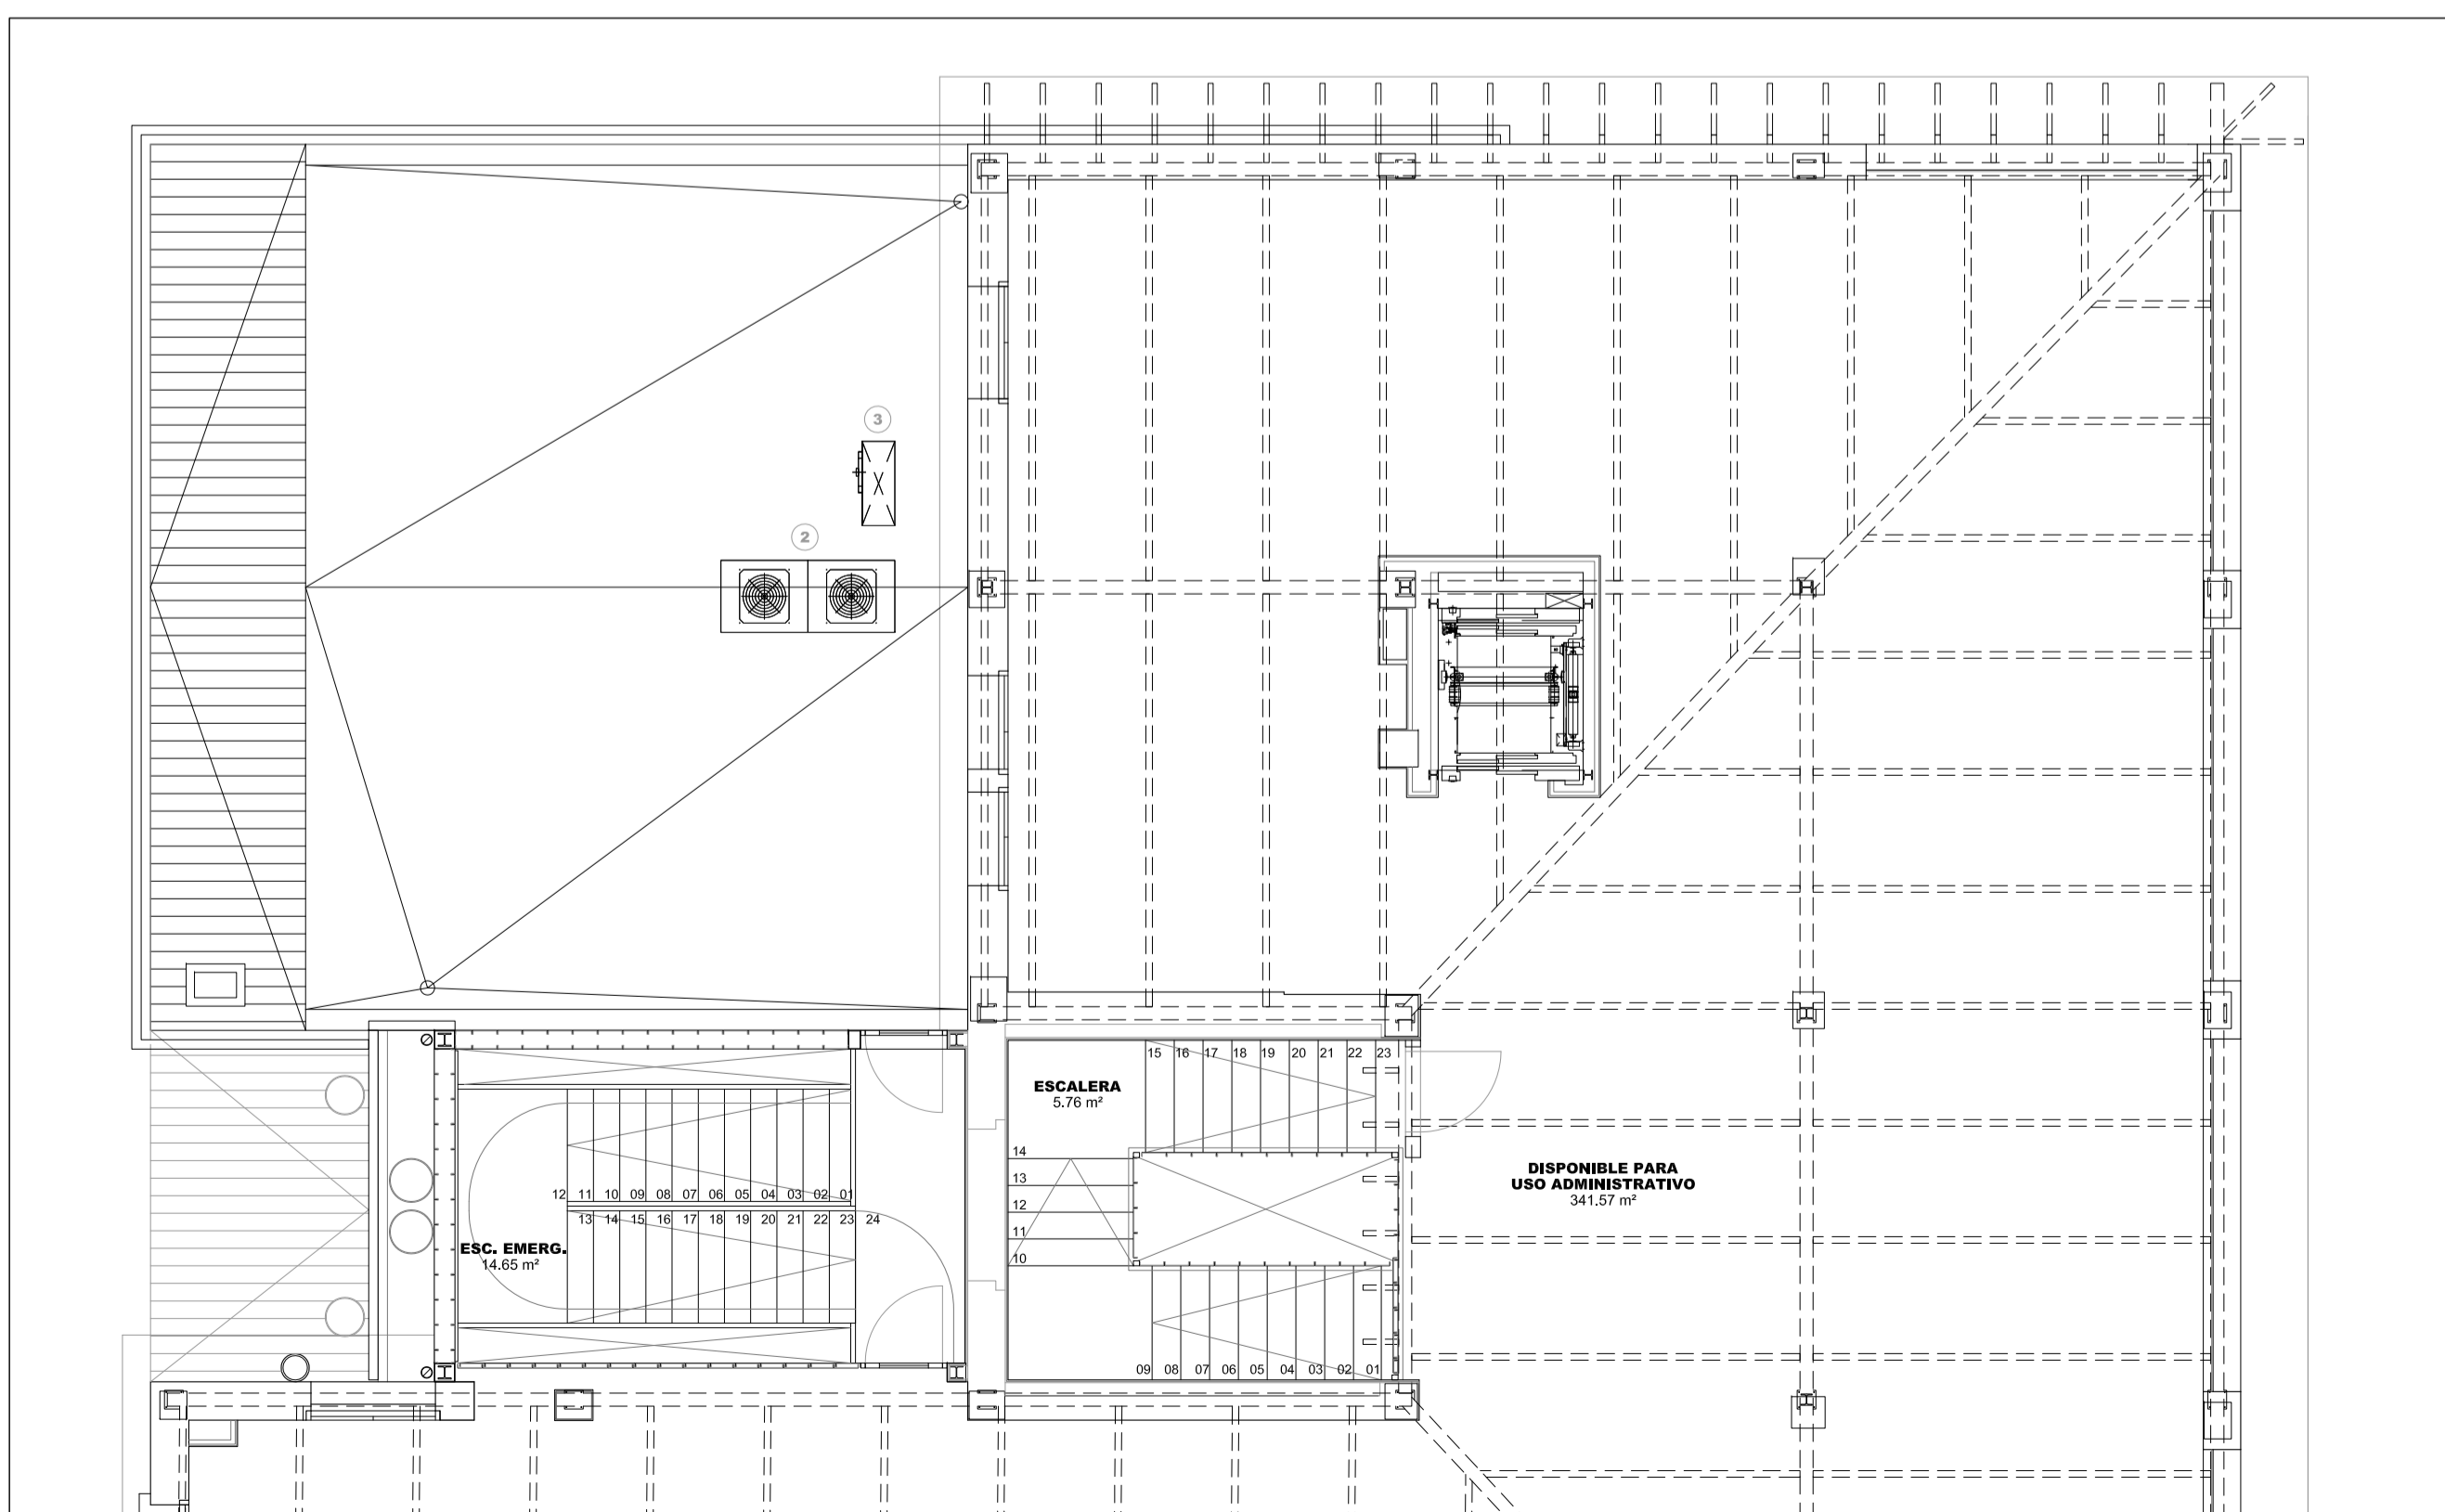 3
2
15 16 17 18 19 20 21 22 23
ESCALERA
5.76 m²
14
13
12
11
10
09 08 07 06 05 04 03 02 01
12 11 10 09 08 07 06 05 04 03 02 01
13 14 15 16 17 18 19 20 21 22 23 24
ESC. EMERG.
14.65 m²
DISPONIBLE PARA
USO ADMINISTRATIVO
341.57 m²